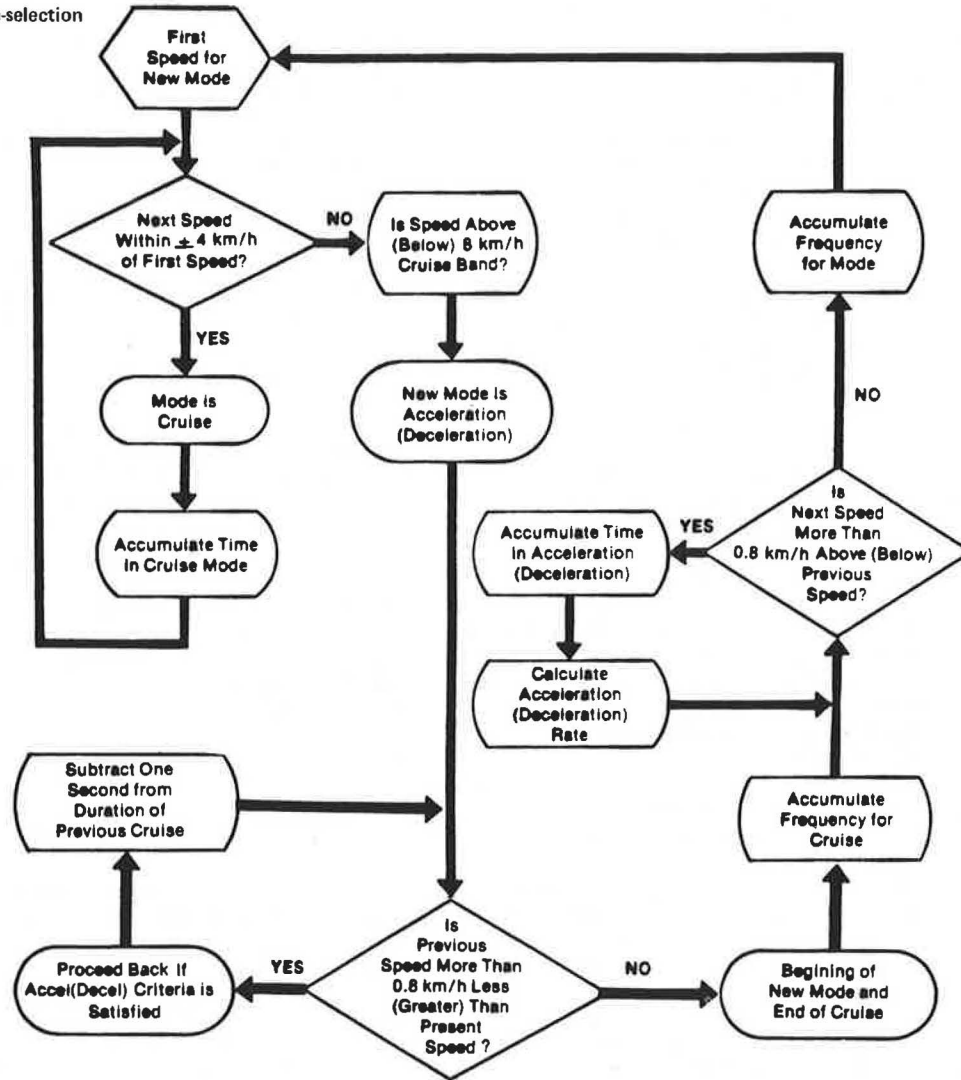 -selection
First
Speed for
New Mode
Next Speed
Within ± 4 km/h
of First Speed?
NO
Is Speed Above
(Below) 8 km/h
Cruise Band?
Accumulate
Frequency
for Mode
YES
Mode is
Cruise
New Mode Is
Acceleration
(Deceleration)
NO
Accumulate Time
In Cruise Mode
Accumulate Time
In Acceleration
(Deceleration)
YES
Is
Next Speed
More Than
0.8 km/h Above (Below)
Previous
Speed?
Calculate
Acceleration
(Deceleration)
Rate
Subtract One
Second from
Duration of
Previous Cruise
Accumulate
Frequency for
Cruise
Proceed Back If
Accel(Decel) Criteria is
Satisfied
YES
Is
Previous
Speed More Than
0.8 km/h Less
(Greater) Than
Present
Speed ?
NO
Begining of
New Mode and
End of Cruise